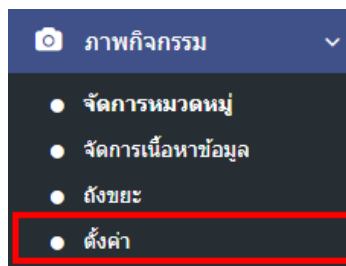 ภาพกิจกรรม
จัดการหมวดหมู่
จัดการเนื้อหาข้อมูล
ถังขยะ
ตั้งค่า